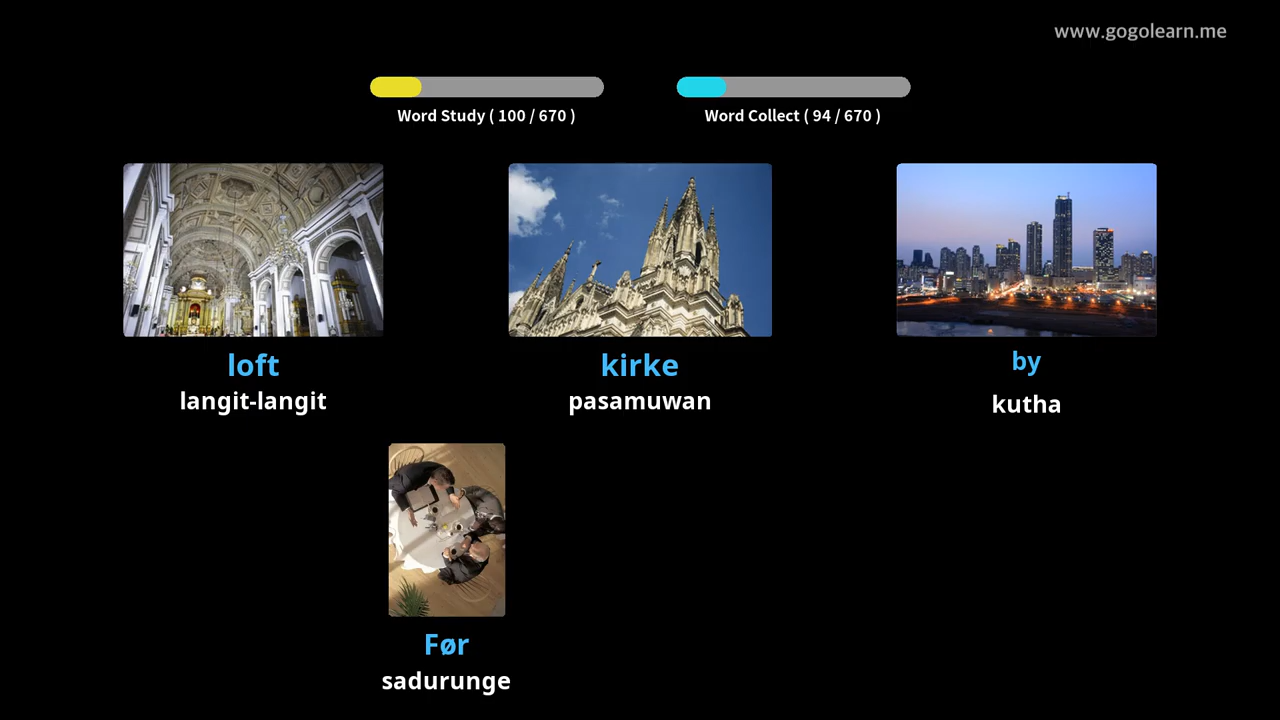 www.gogolearn.me
Word Study ( 100 / 670 )
Word Collect ( 94 / 670 )
loft
langit-langit
kirke
pasamuwan
by
kutha
Før
sadurunge